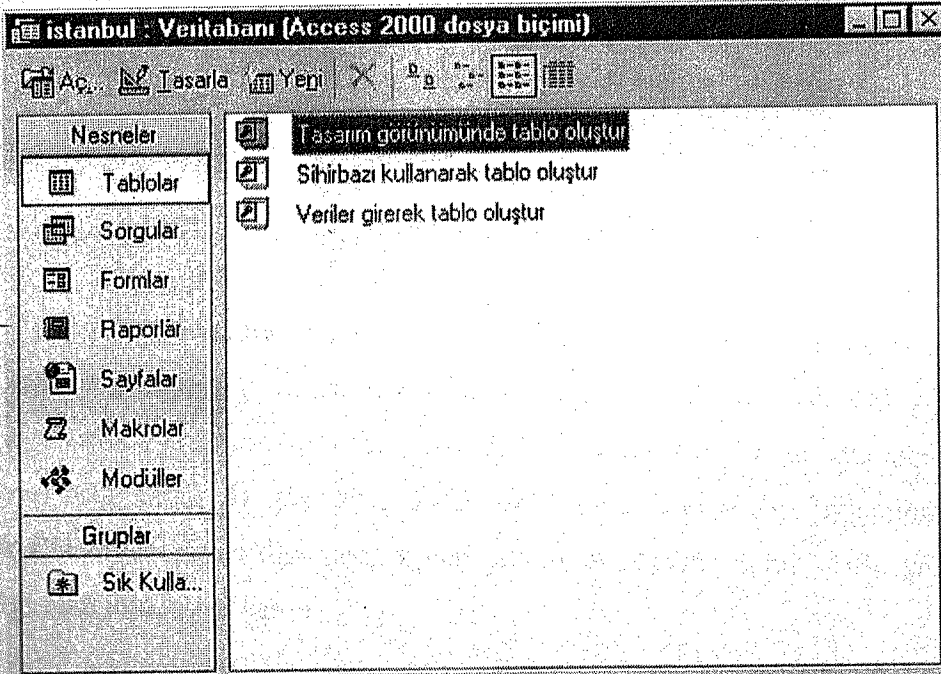 istanbul : Veritabanı (Access 2000 dosya biçimi)
Aç... Tasarla Yeni
Nesneler
Tablolar
Sorgular
Formlar
Raporlar
Sayfalar
Makrolar
Modüller
Gruplar
Sık Kulla...
Tasarım görünümünde tablo oluştur
Sihirbazı kullanarak tablo oluştur
Veriler girerek tablo oluştur